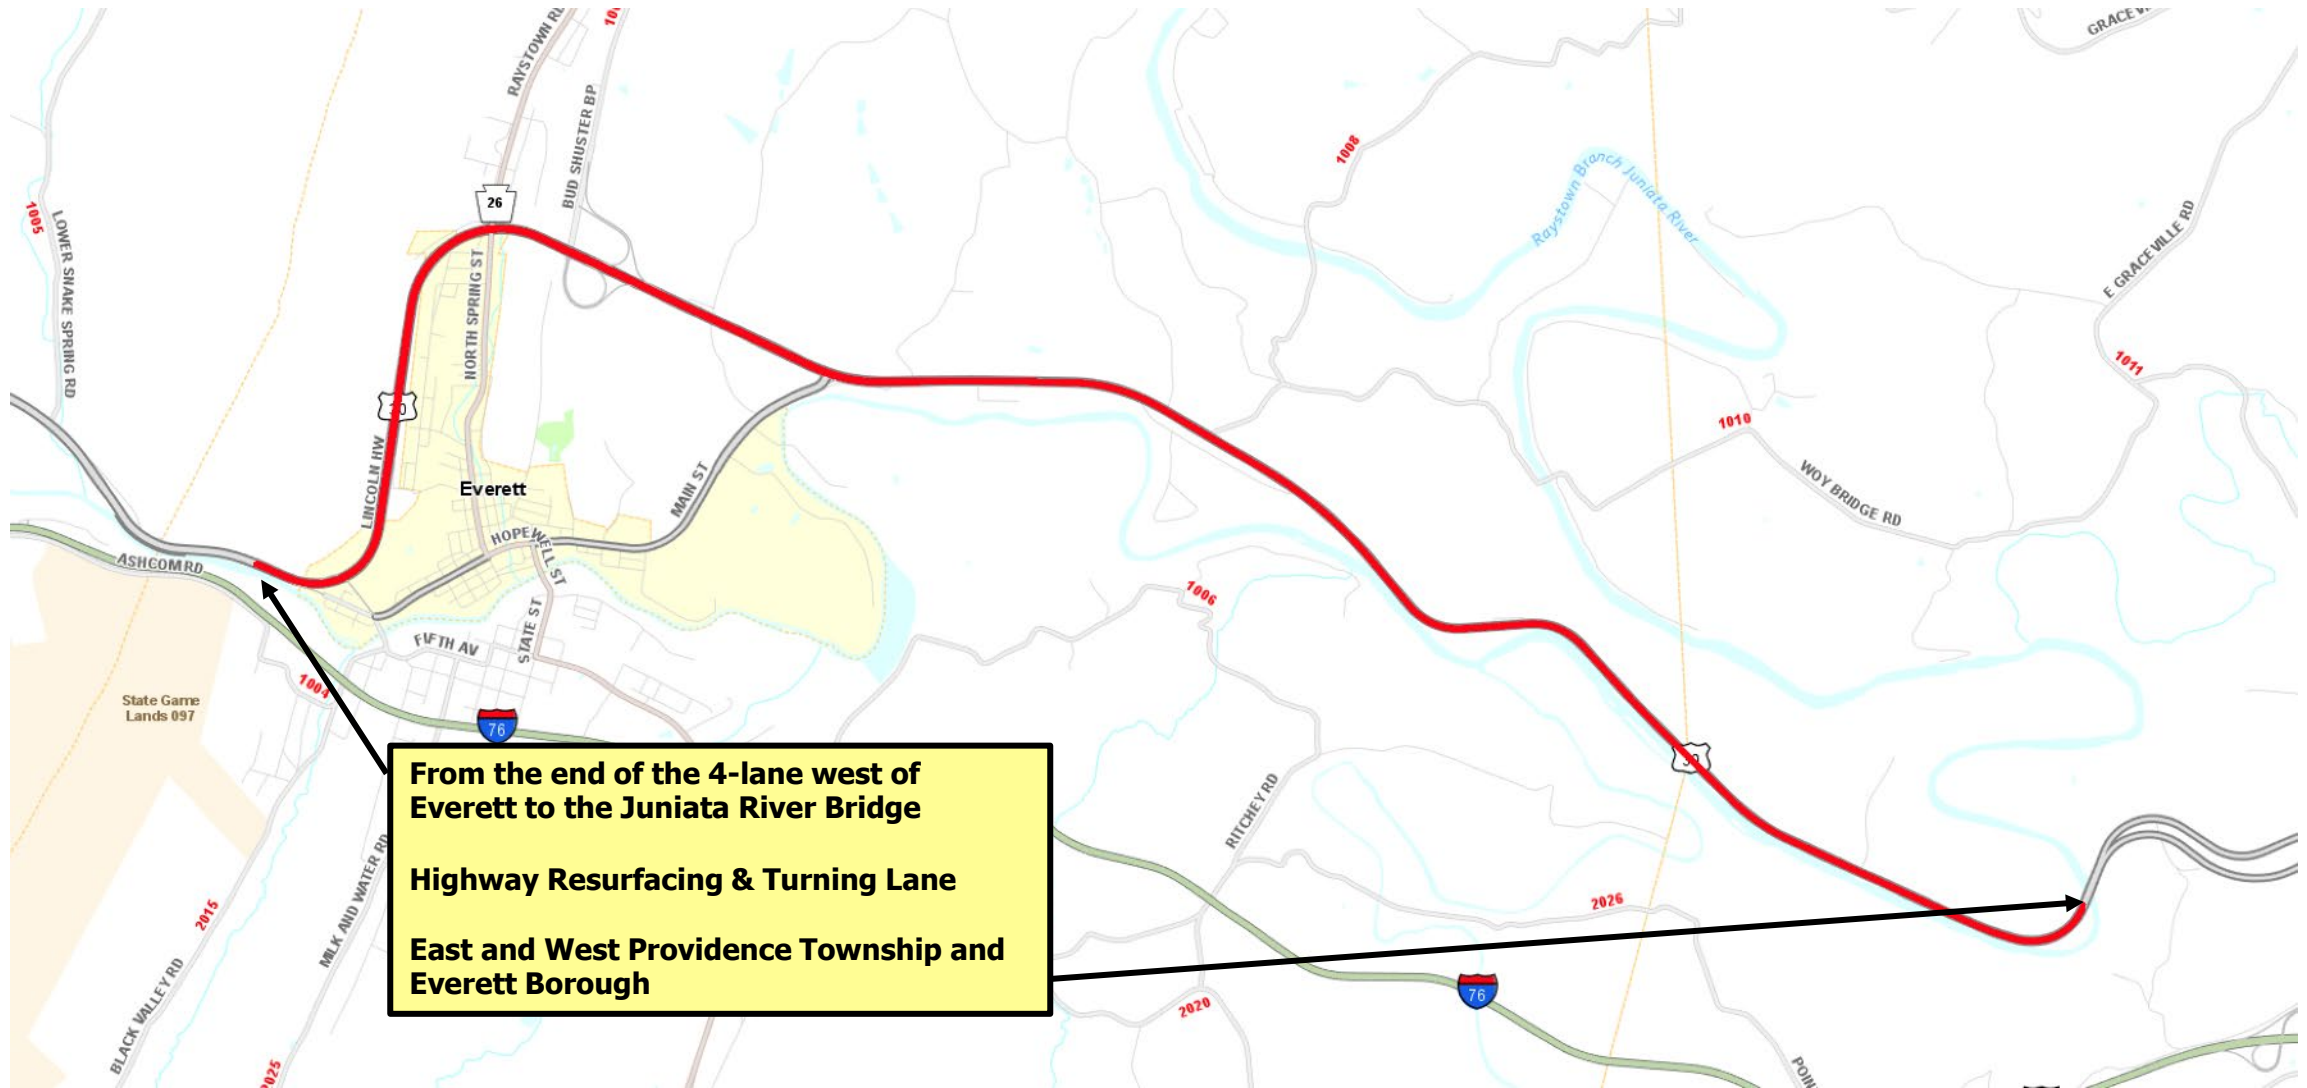 RAYSTOWN RD
GRACEV
26
BUD SHUSTER BP
1008
Raystown Branch Juniata River
1005
LOWER SNAKE SPRING RD
NORTH SPRING ST
E GRACEVILLE RD
1011
30
1010
LINCOLN HW
MAIN ST
WOY BRIDGE RD
Everett
HOPEWELL ST
ASHCOM RD
1006
STATE ST
FIFTH AV
1004
State Game
Lands 097
76
30
From the end of the 4-lane west of
Everett to the Juniata River Bridge
Highway Resurfacing & Turning Lane
East and West Providence Township and
Everett Borough
RITCHEY RD
MILK AND WATER RD
2015
2026
BLACK VALLEY RD
76
2020
2025
POIN